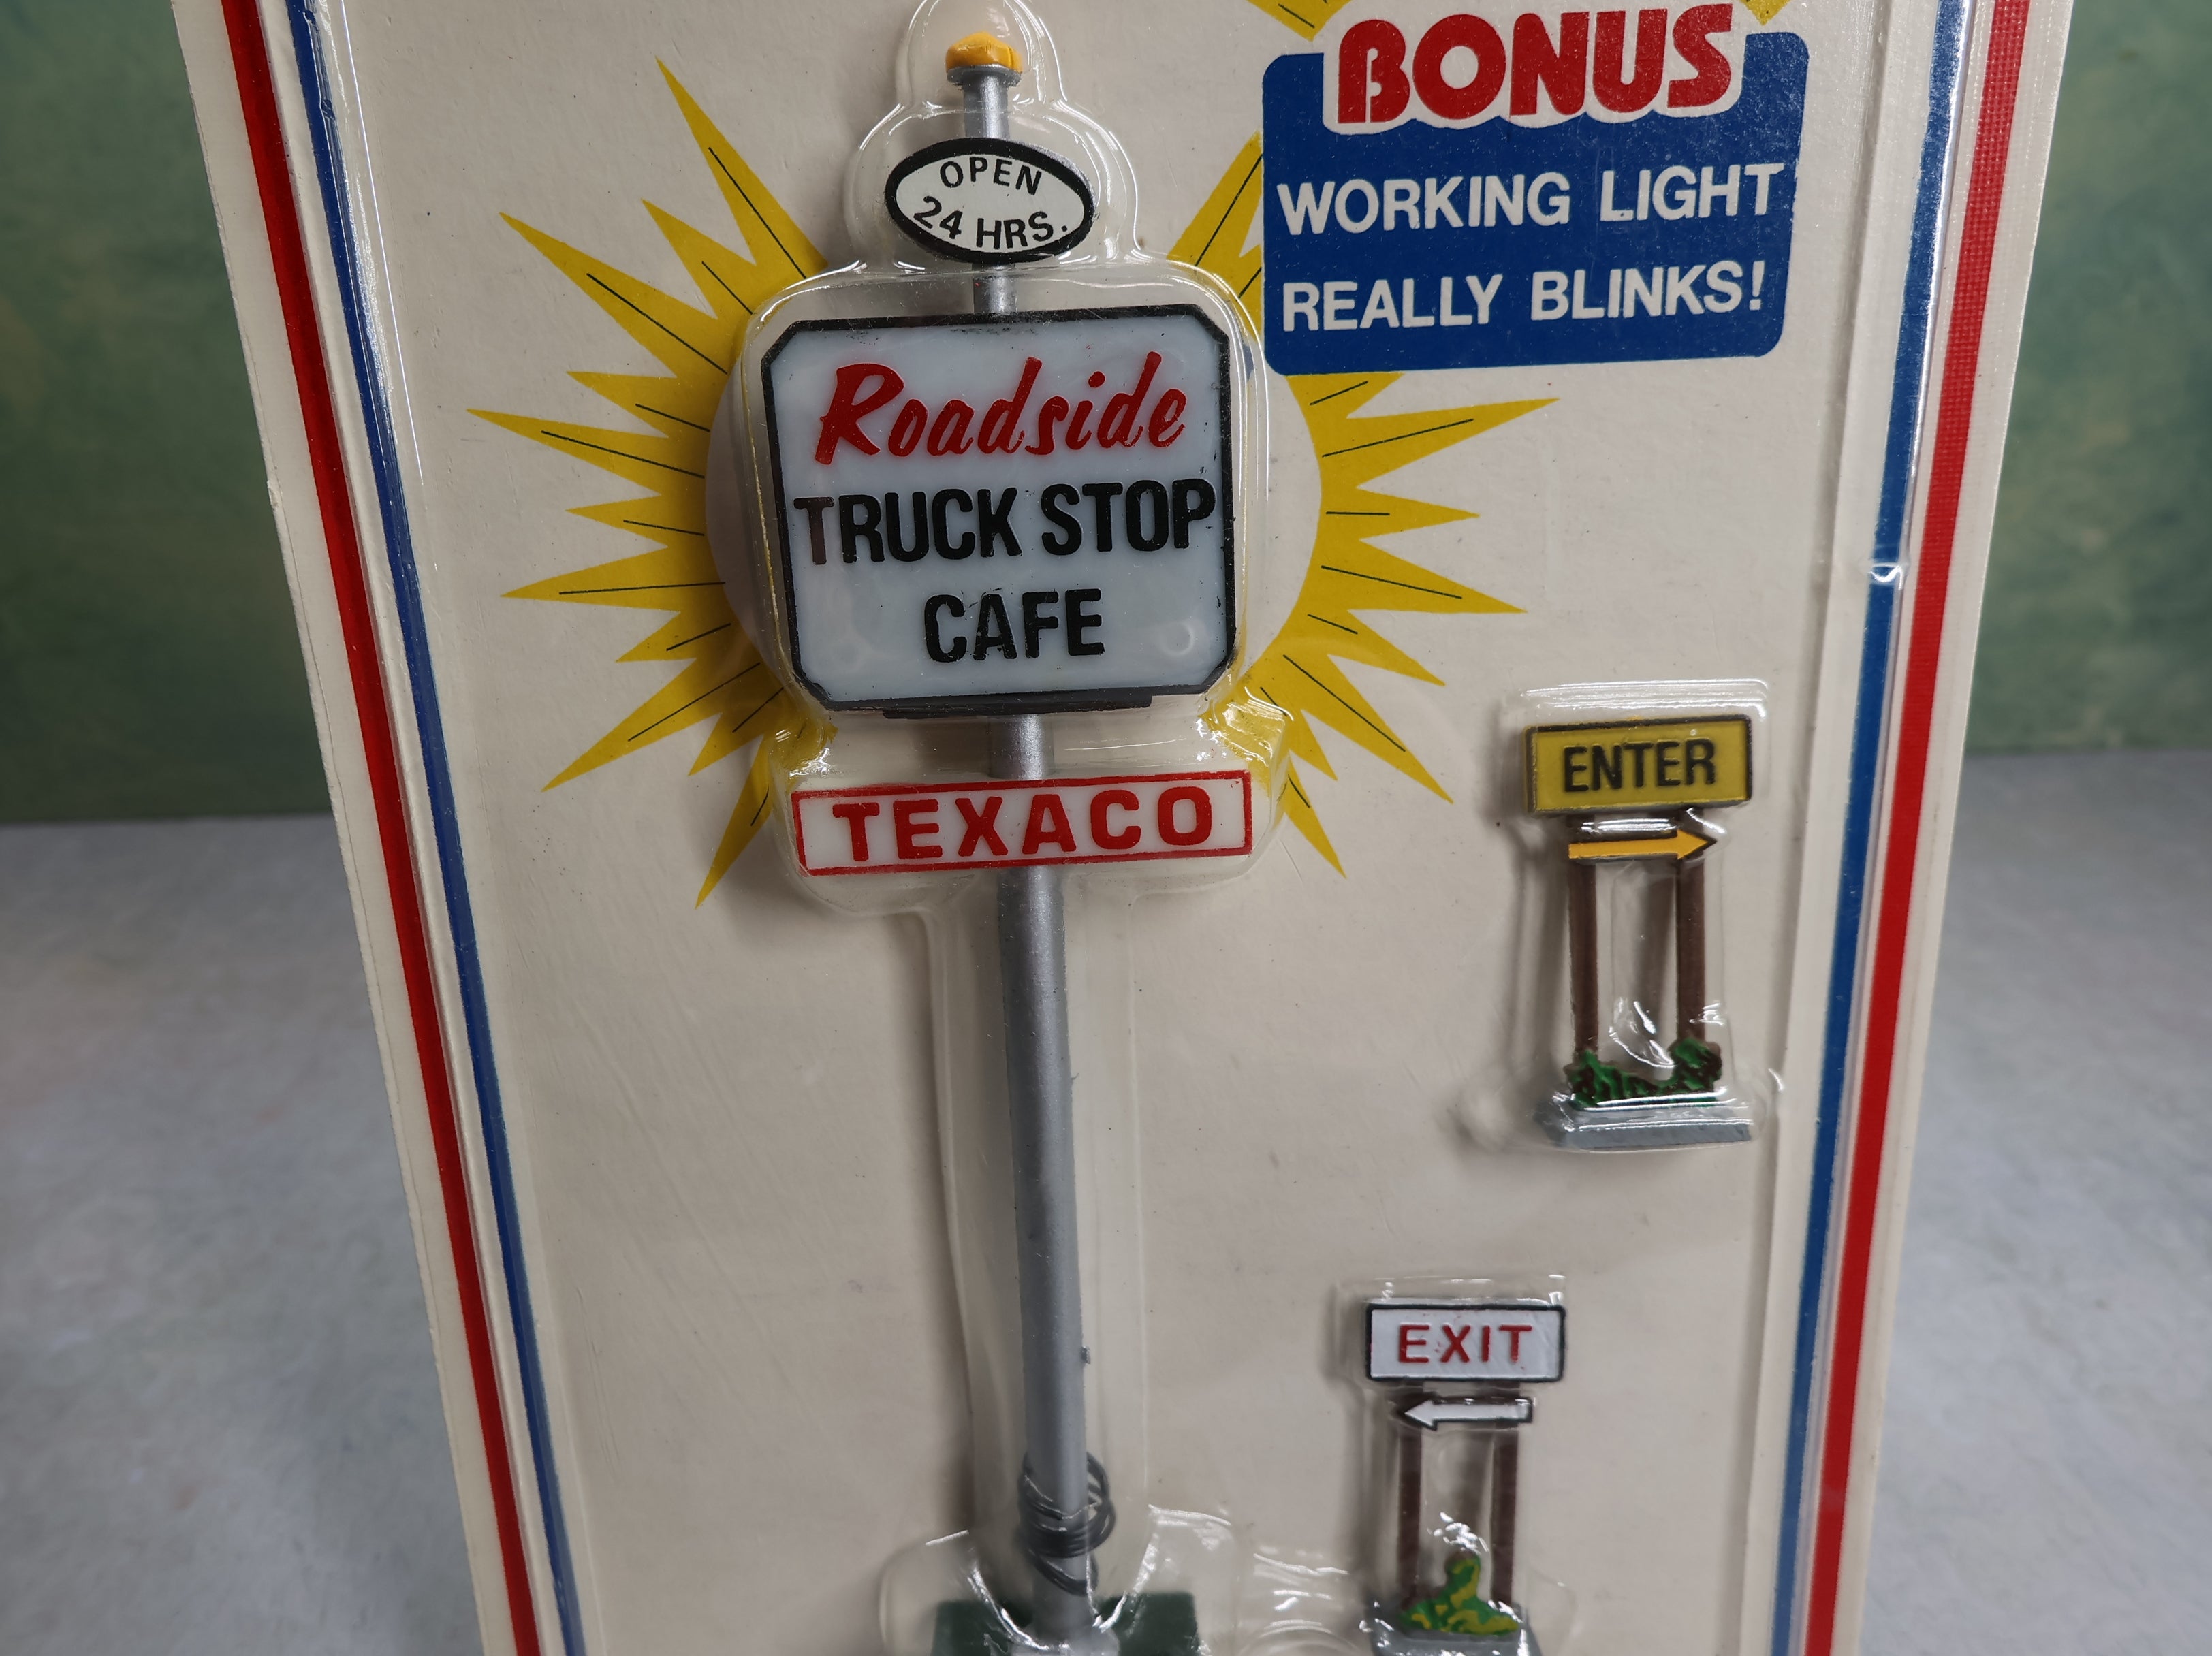 BONUS
WORKING LIGHT
REALLY BLINKS!
OPEN
24 HRS.
Roadside
TRUCK STOP
CAFE
TEXACO
ENTER
EXIT